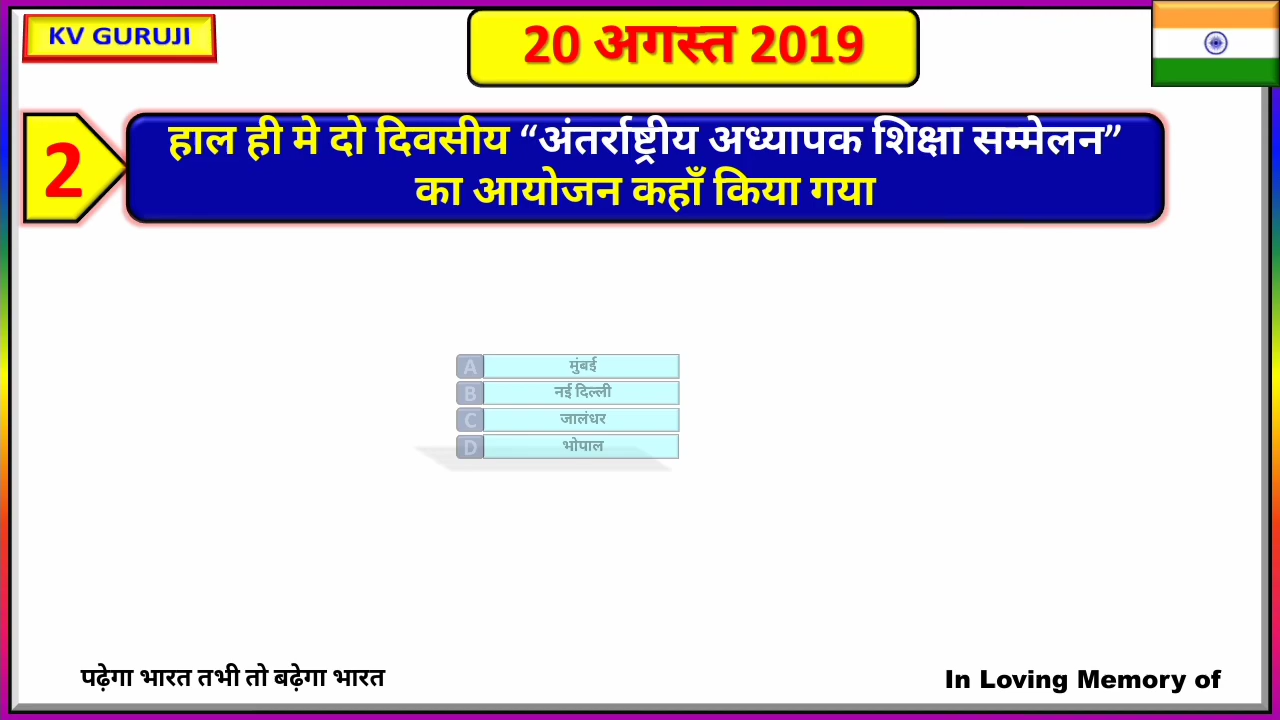 KV GURUJI
20 अगस्त 2019
2
हाल ही मे दो दिवसीय “अंतर्राष्ट्रीय अध्यापक शिक्षा सम्मेलन”
का आयोजन कहाँ किया गया
A मुंबई
B नई दिल्ली
C जालंधर
D भोपाल
पढ़ेगा भारत तभी तो बढ़ेगा भारत
In Loving Memory of